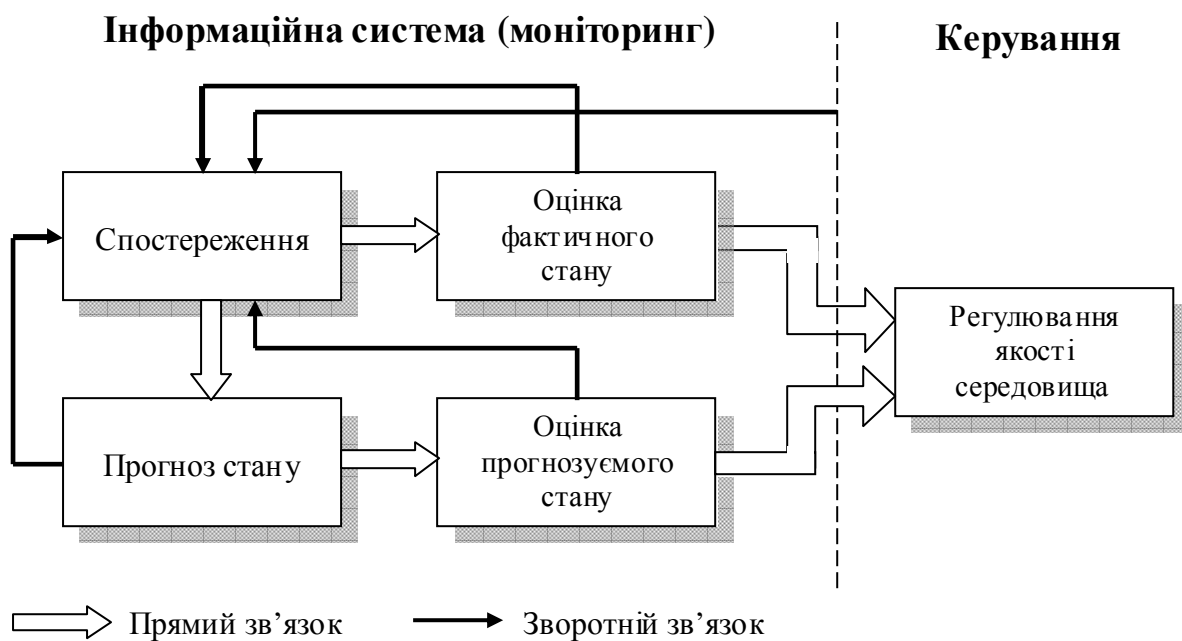 Інформаційна система (моніторинг)
Керування
Спостереження
Оцінка
фактичного
стану
Регулювання
якості
середовища
Прогноз стану
Оцінка
прогнозуємого
стану
Прямий зв’язок
Зворотній зв’язок